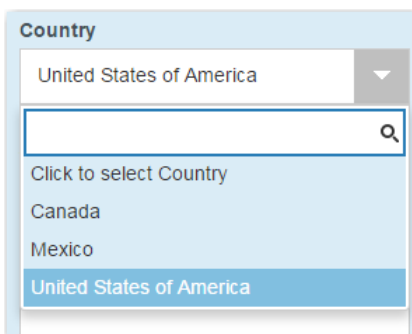 Country
United States of America
Click to select Country
Canada
Mexico
United States of America